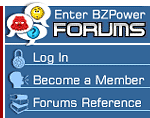 Enter BZPower
FORUMS
Log In
Become a Member
Forums Reference